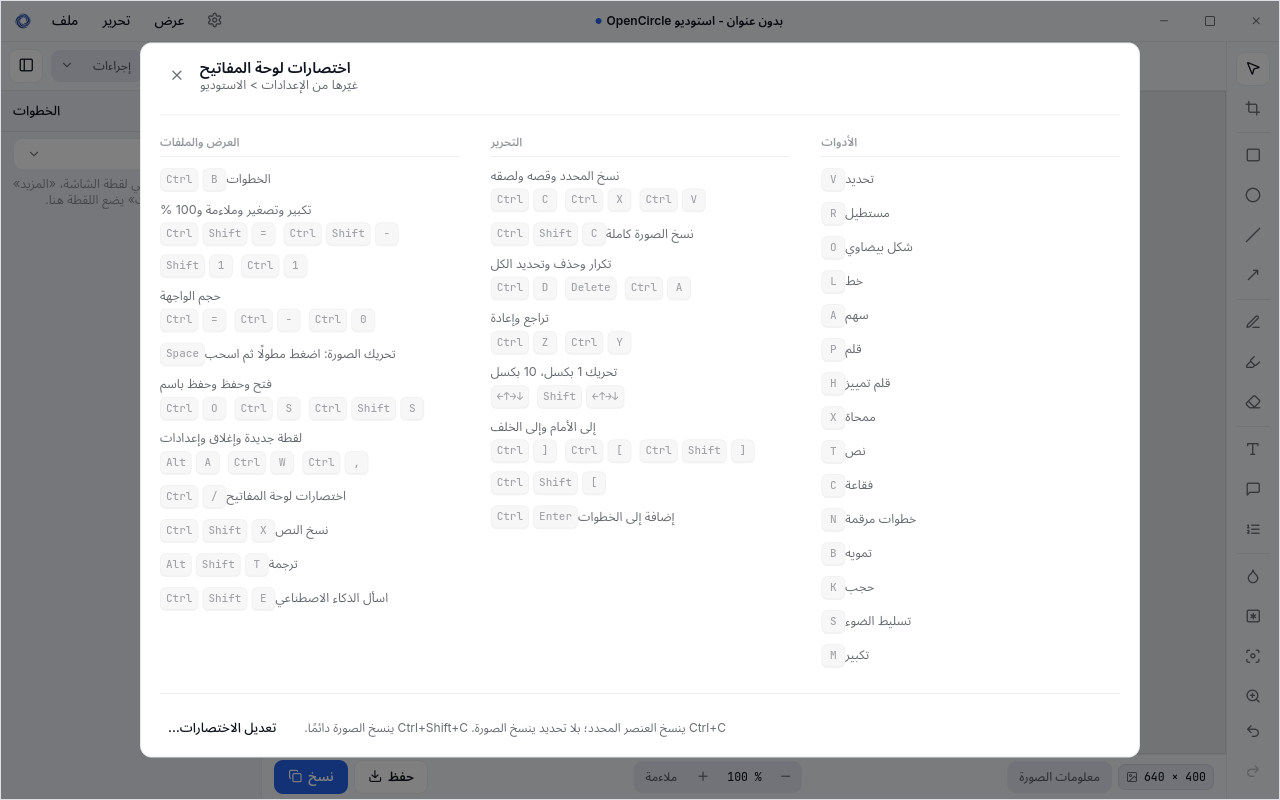 ملف
تحرير
عرض
بدون عنوان - استوديو OpenCircle
إجراءات
الخطوات
اختصارات لوحة المفاتيح
غيّرها من الإعدادات > الاستوديو
الأدوات
تحديد V
مستطيل R
شكل بيضاوي O
خط L
سهم A
قلم P
قلم تمييز H
ممحاة X
نص T
فقاعة C
خطوات مرقمة N
تمويه B
حجب K
تسليط الضوء S
تكبير M
التحرير
نسخ المحدد وقصه ولصقه
Ctrl C Ctrl X Ctrl V
نسخ الصورة كاملة Ctrl Shift C
تكرار وحذف وتحديد الكل
Ctrl D Delete Ctrl A
تراجع وإعادة
Ctrl Z Ctrl Y
تحريك 1 بكسل، 10 بكسل
←↑→↓ Shift ←↑→↓
إلى الأمام وإلى الخلف
Ctrl ] Ctrl [ Ctrl Shift ]
Ctrl Shift [
إضافة إلى الخطوات Ctrl Enter
العرض والملفات
الخطوات Ctrl B
تكبير وتصغير وملاءمة و100 %
Ctrl Shift = Ctrl Shift -
Shift 1 Ctrl 1
حجم الواجهة
Ctrl = Ctrl - Ctrl 0
تحريك الصورة: اضغط مطولًا ثم اسحب Space
فتح وحفظ وحفظ باسم
Ctrl O Ctrl S Ctrl Shift S
لقطة جديدة وإغلاق وإعدادات
Alt A Ctrl W Ctrl ,
اختصارات لوحة المفاتيح Ctrl /
نسخ النص Ctrl Shift X
ترجمة Alt Shift T
اسأل الذكاء الاصطناعي Ctrl Shift E
ي لقطة الشاشة، «المزيد»
» يضع اللقطة هنا.
Ctrl+C ينسخ العنصر المحدد؛ بلا تحديد ينسخ الصورة. Ctrl+Shift+C ينسخ الصورة دائمًا.
تعديل الاختصارات...
نسخ
حفظ
ملاءمة
100 %
معلومات الصورة
640 × 400